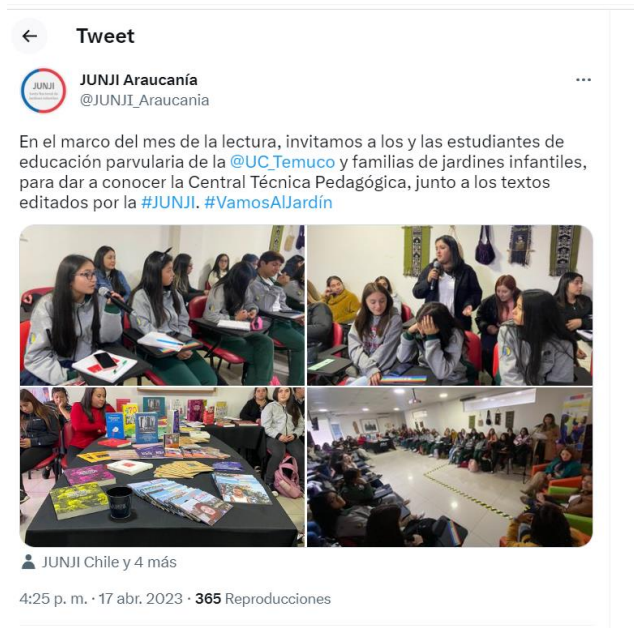 Tweet
JUNJI
JUNJI Araucanía
@JUNJI_Araucania
En el marco del mes de la lectura, invitamos a los y las estudiantes de
educación parvularia de la @UC_Temuco y familias de jardines infantiles,
para dar a conocer la Central Técnica Pedagógica, junto a los textos
editados por la #JUNJI. #VamosAlJardín
JUNJI Chile y 4 más
4:25 p. m. · 17 abr. 2023 · 365 Reproducciones